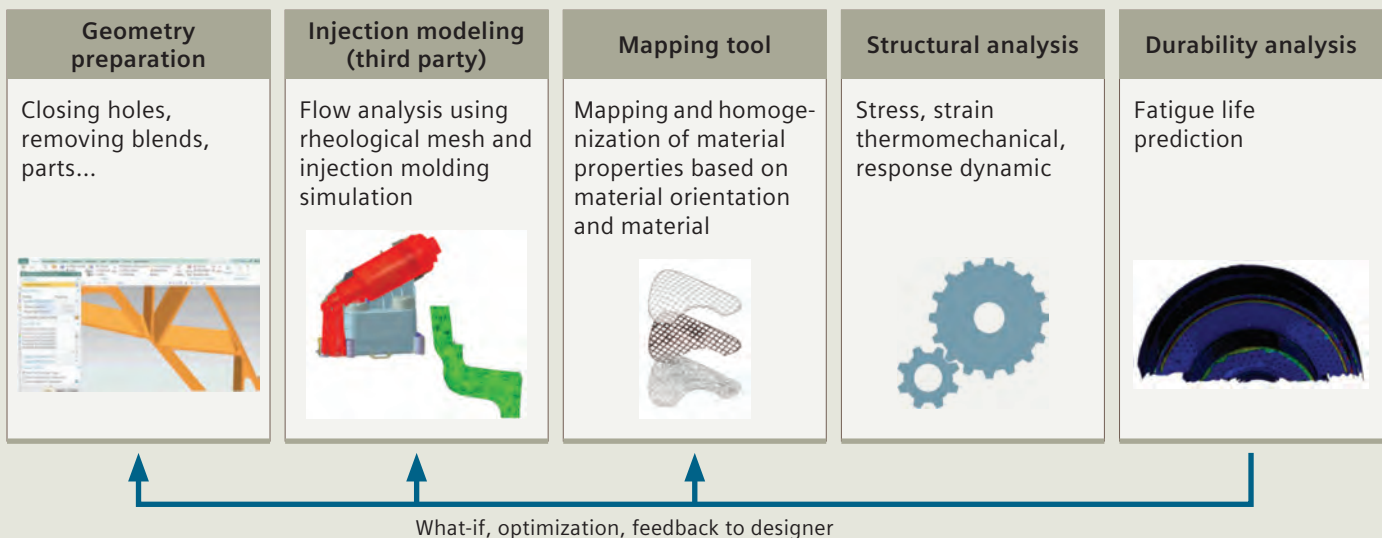 Geometry
preparation
Closing holes,
removing blends,
parts...
Injection modeling
(third party)
Flow analysis using
rheological mesh and
injection molding
simulation
Mapping tool
Mapping and homoge-
nization of material
properties based on
material orientation
and material
Structural analysis
Stress, strain
thermomechanical,
response dynamic
Durability analysis
Fatigue life
prediction
What-if, optimization, feedback to designer